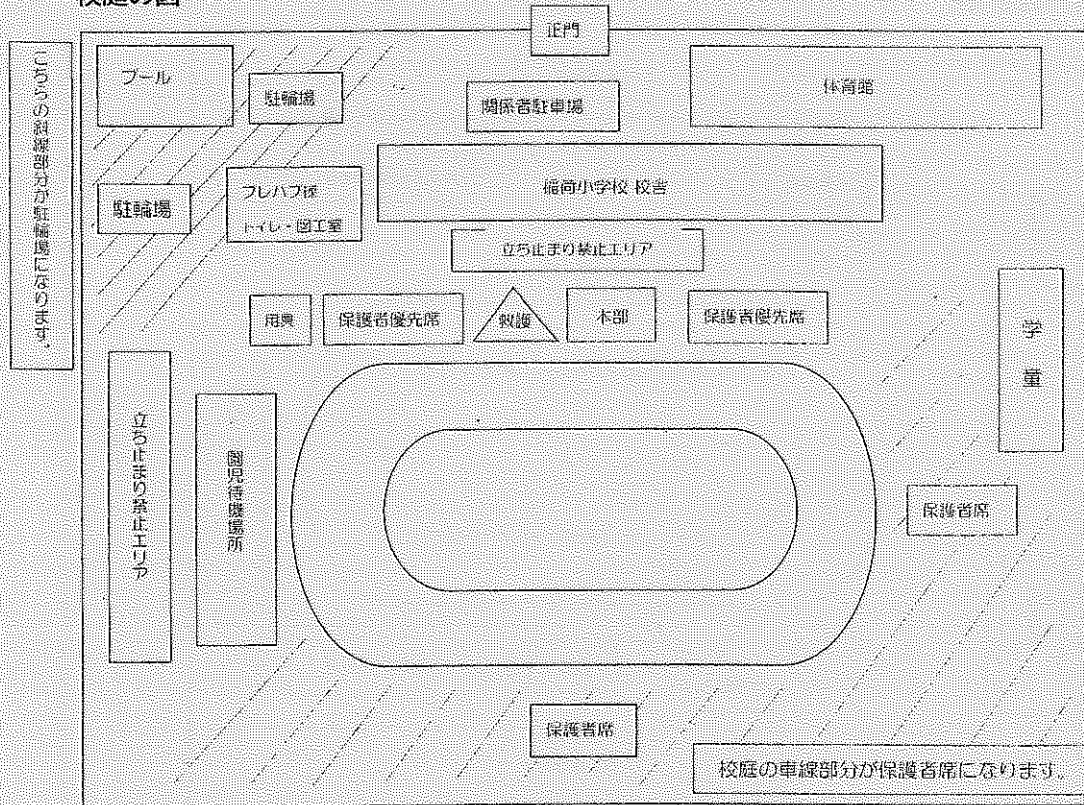 校庭の図
正門
プール
駐輪場
関係者駐車場
体育館
こちらの斜線部分が駐輪場になります。
駐輪場
プレハブ棟
トイレ・図工室
稲荷小学校 校舎
立ち止まり禁止エリア
用具
保護者優先席
救護
本部
保護者優先席
学
童
立ち止まり禁止エリア
園児待機場所
保護者席
保護者席
校庭の車線部分が保護者席になります。